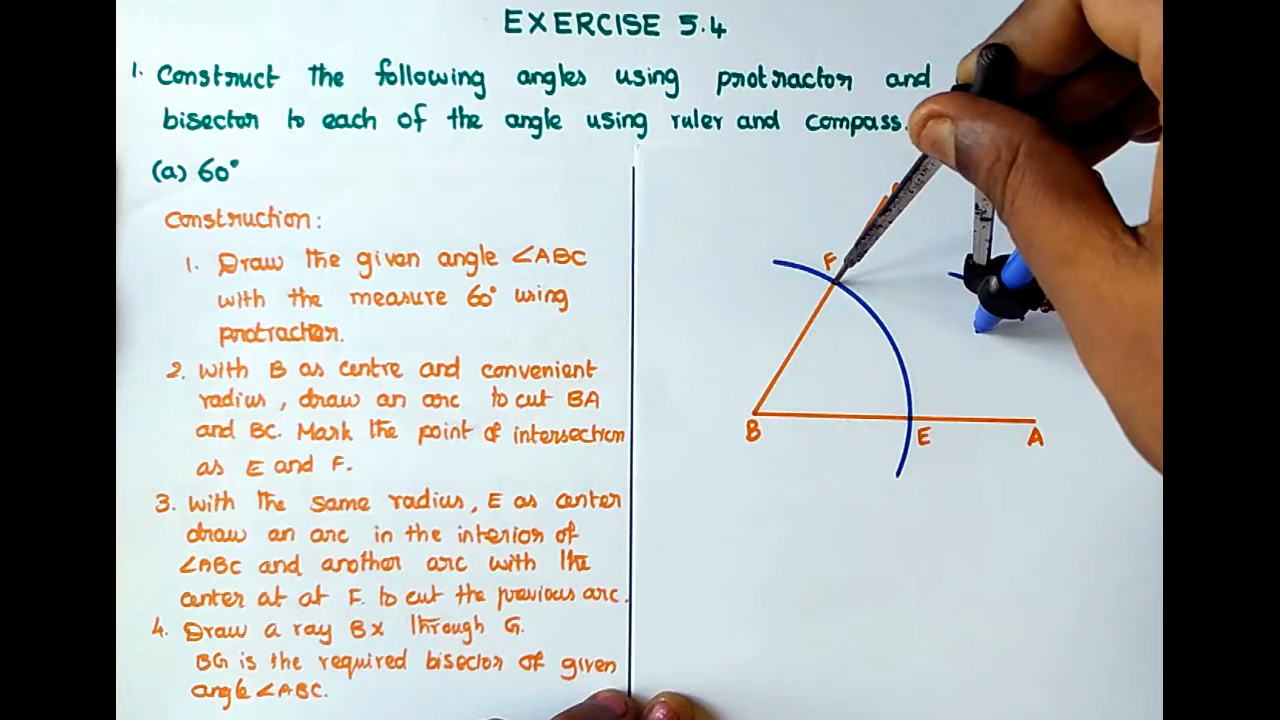 EXERCISE 5.4
1. Construct the following angles using protractor and
bisector to each of the angle using ruler and compass.
(a) 60°
Construction:
1. Draw the given angle ∠ABC
with the measure 60° using
protractor.
2. With B as centre and convenient
radius, draw an arc to cut BA
and BC. Mark the point of intersection
as E and F.
3. With the same radius, E as center
draw an arc in the interior of
∠ABC and another arc with the
center at at F. to cut the previous arc.
4. Draw a ray BX through G.
BG is the required bisector of given
angle ∠ABC.
F
B
E
A